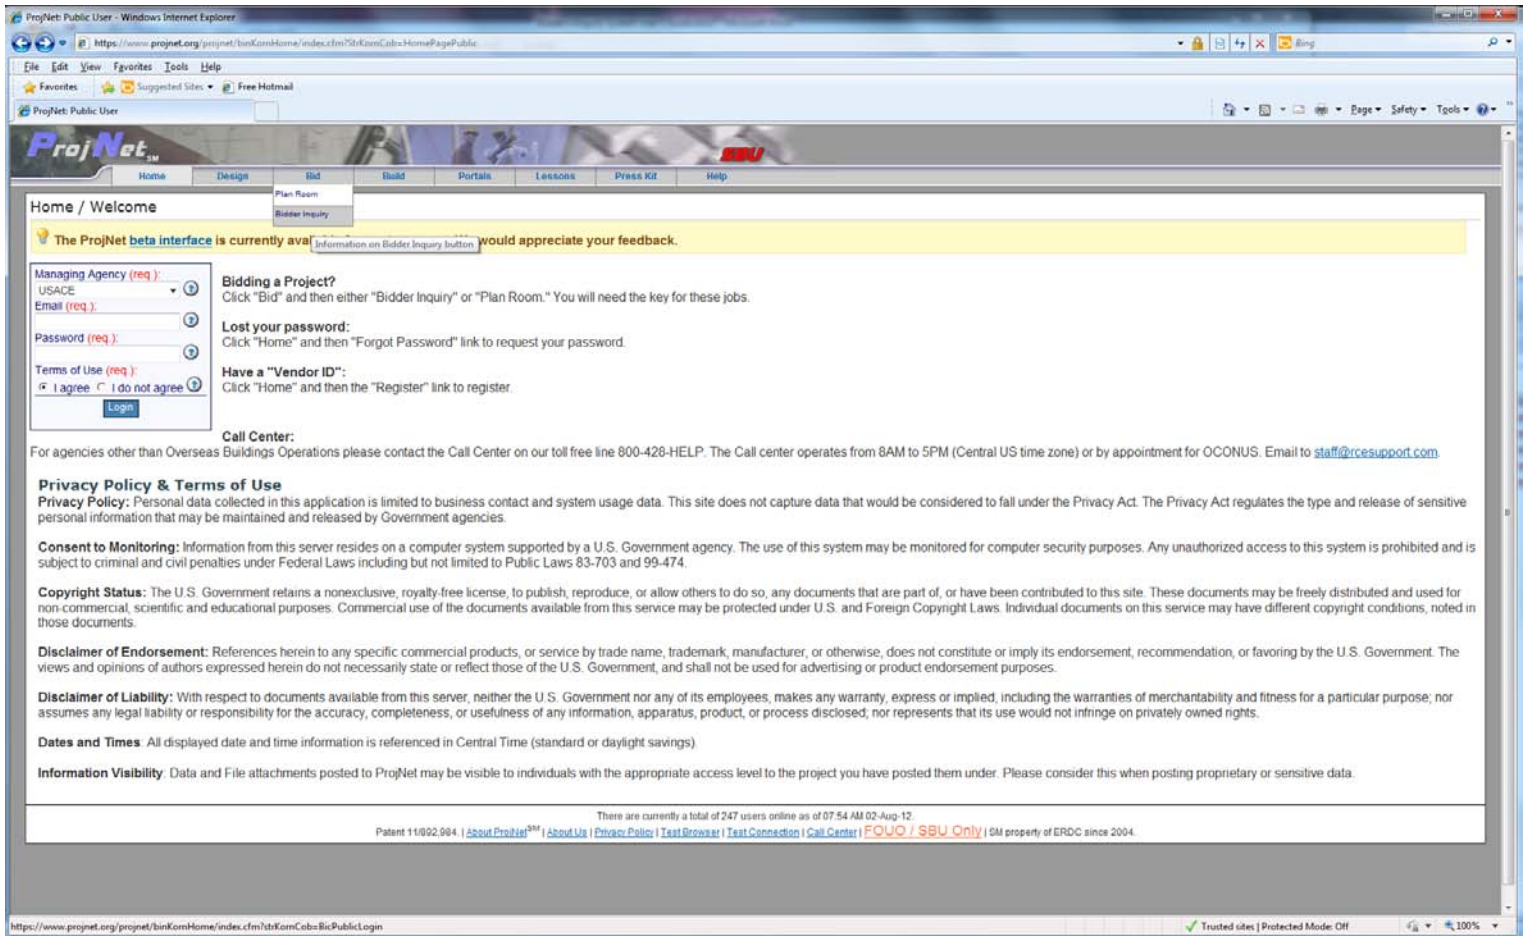 ProjNet: Public User - Windows Internet Explorer
https://www.projnet.org/projnet/binKornHome/index.cfm?StrKornCob=HomePagePublic
Bing
File Edit View Favorites Tools Help
Favorites Suggested Sites Free Hotmail
ProjNet: Public User
Page Safety Tools
ProjNet SM
SBU
Home Design Bid Build Portals Lessons Press Kit Help
Plan Room
Bidder Inquiry
Home / Welcome
The ProjNet beta interface is currently ava
Information on Bidder Inquiry button
would appreciate your feedback.
Managing Agency (req.):
USACE
Email (req.):
Password (req.):
Terms of Use (req.):
I agree I do not agree
Login
Bidding a Project?
Click "Bid" and then either "Bidder Inquiry" or "Plan Room." You will need the key for these jobs.
Lost your password:
Click "Home" and then "Forgot Password" link to request your password.
Have a "Vendor ID":
Click "Home" and then the "Register" link to register.
Call Center:
For agencies other than Overseas Buildings Operations please contact the Call Center on our toll free line 800-428-HELP. The Call center operates from 8AM to 5PM (Central US time zone) or by appointment for OCONUS. Email to staff@rcesupport.com.
Privacy Policy & Terms of Use
Privacy Policy: Personal data collected in this application is limited to business contact and system usage data. This site does not capture data that would be considered to fall under the Privacy Act. The Privacy Act regulates the type and release of sensitive
personal information that may be maintained and released by Government agencies.
Consent to Monitoring: Information from this server resides on a computer system supported by a U.S. Government agency. The use of this system may be monitored for computer security purposes. Any unauthorized access to this system is prohibited and is
subject to criminal and civil penalties under Federal Laws including but not limited to Public Laws 83-703 and 99-474.
Copyright Status: The U.S. Government retains a nonexclusive, royalty-free license, to publish, reproduce, or allow others to do so, any documents that are part of, or have been contributed to this site. These documents may be freely distributed and used for
non-commercial, scientific and educational purposes. Commercial use of the documents available from this service may be protected under U.S. and Foreign Copyright Laws. Individual documents on this service may have different copyright conditions, noted in
those documents.
Disclaimer of Endorsement: References herein to any specific commercial products, or service by trade name, trademark, manufacturer, or otherwise, does not constitute or imply its endorsement, recommendation, or favoring by the U.S. Government. The
views and opinions of authors expressed herein do not necessarily state or reflect those of the U.S. Government, and shall not be used for advertising or product endorsement purposes.
Disclaimer of Liability: With respect to documents available from this server, neither the U.S. Government nor any of its employees, makes any warranty, express or implied, including the warranties of merchantability and fitness for a particular purpose; nor
assumes any legal liability or responsibility for the accuracy, completeness, or usefulness of any information, apparatus, product, or process disclosed; nor represents that its use would not infringe on privately owned rights.
Dates and Times: All displayed date and time information is referenced in Central Time (standard or daylight savings).
Information Visibility: Data and File attachments posted to ProjNet may be visible to individuals with the appropriate access level to the project you have posted them under. Please consider this when posting proprietary or sensitive data.
There are currently a total of 247 users online as of 07:54 AM 02-Aug-12.
Patent 11/892,984. | About ProjNet SM | About Us | Privacy Policy | Test Browser | Test Connection | Call Center | FOUO / SBU Only | SM property of ERDC since 2004.
https://www.projnet.org/projnet/binKornHome/index.cfm?strKornCob=BicPublicLogin
Trusted sites | Protected Mode: Off
100%